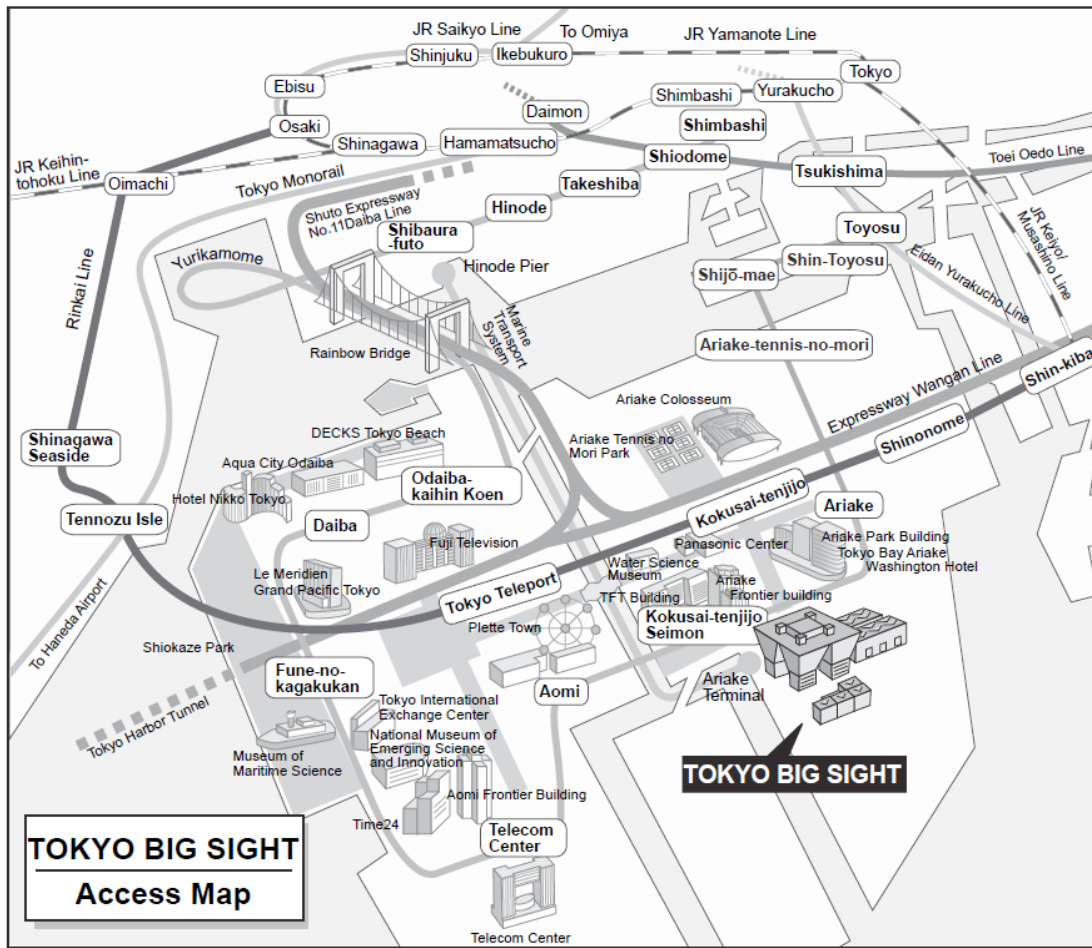 JR Saikyo Line
To Omiya
JR Yamanote Line
Shinjuku
Ikebukuro
Tokyo
Ebisu
Shimbashi
Yurakucho
Daimon
Osaki
Shimbashi
Shinagawa
Hamamatsucho
Shiodome
Toei Oedo Line
JR Keihin-
tohoku Line
Oimachi
Tokyo Monorail
Takeshiba
Tsukishima
Shuto Expressway
No.11Daiba Line
Hinode
Shibaura
-futo
Toyosu
JR Keiyo/
Musashino Line
Yurikamome
Hinode Pier
Shijō-mae
Shin-Toyosu
Eidan Yurakucho Line
Rinkai Line
Marine
Transport
System
Rainbow Bridge
Ariake-tennis-no-mori
Shin-kiba
Expressway Wangan Line
Ariake Colosseum
DECKS Tokyo Beach
Ariake Tennis no
Mori Park
Shinonome
Shinagawa
Seaside
Aqua City Odaiba
Odaiba-
kaihin Koen
Kokusai-tenjijo
Hotel Nikko Tokyo
Tennozu Isle
Daiba
Ariake
Fuji Television
Panasonic Center
Ariake Park Building
Tokyo Bay Ariake
Washington Hotel
Water Science
Museum
Le Meridien
Grand Pacific Tokyo
Tokyo Teleport
TFT Building
Ariake
Frontier building
Kokusai-tenjijo
Seimon
Plette Town
To Haneda Airport
Shiokaze Park
Fune-no-
kagakukan
Aomi
Ariake
Terminal
Tokyo Harbor Tunnel
Tokyo International
Exchange Center
National Museum of
Emerging Science
and Innovation
Museum of
Maritime Science
TOKYO BIG SIGHT
Aomi Frontier Building
Time24
Telecom
Center
TOKYO BIG SIGHT
Access Map
Telecom Center